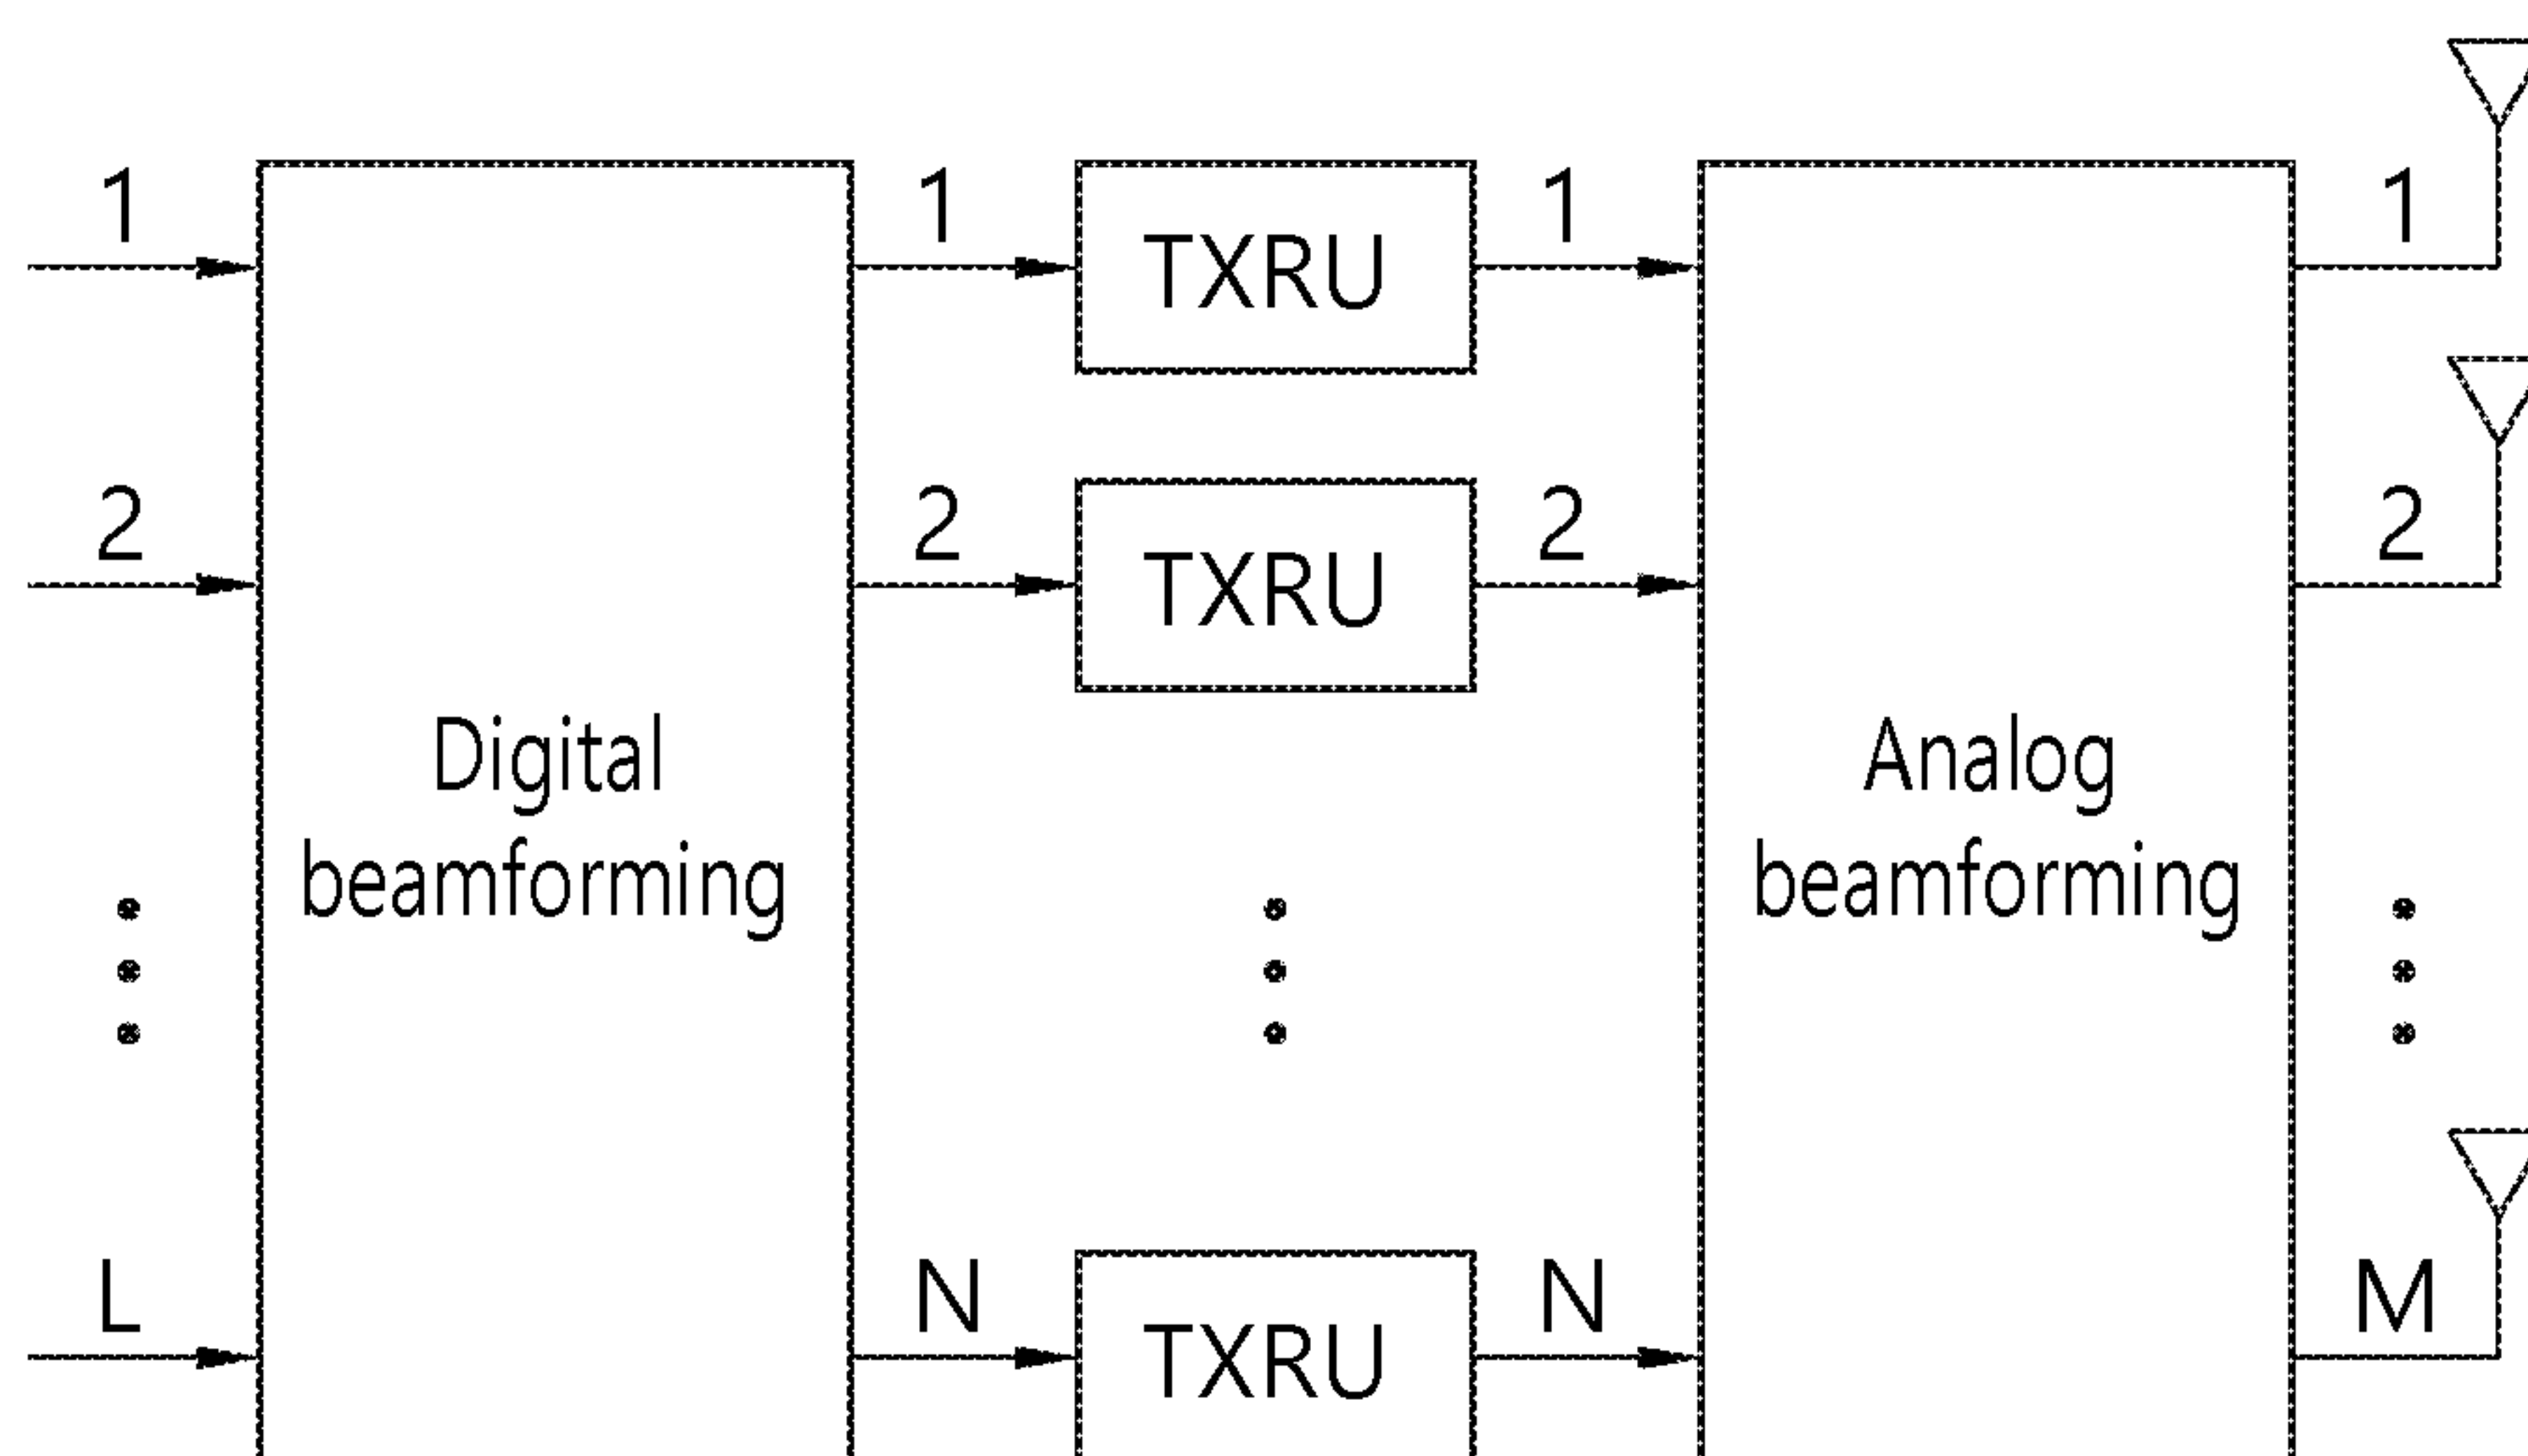 1
1
TXRU
1
1
2
2
TXRU
2
2
Digital
beamforming
Analog
beamforming
L
N
TXRU
N
M